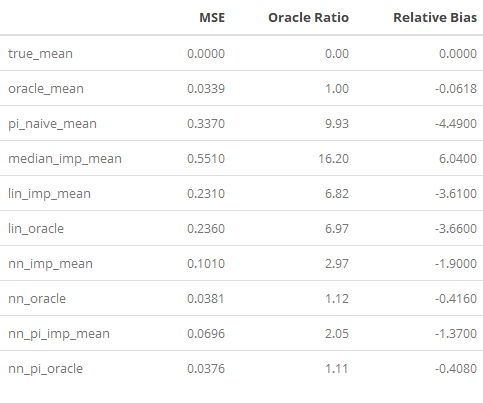 MSE Oracle Ratio Relative Bias
true_mean 0.0000 0.00 0.0000
oracle_mean 0.0339 1.00 -0.0618
pi_naive_mean 0.3370 9.93 -4.4900
median_imp_mean 0.5510 16.20 6.0400
lin_imp_mean 0.2310 6.82 -3.6100
lin_oracle 0.2360 6.97 -3.6600
nn_imp_mean 0.1010 2.97 -1.9000
nn_oracle 0.0381 1.12 -0.4160
nn_pi_imp_mean 0.0696 2.05 -1.3700
nn_pi_oracle 0.0376 1.11 -0.4080